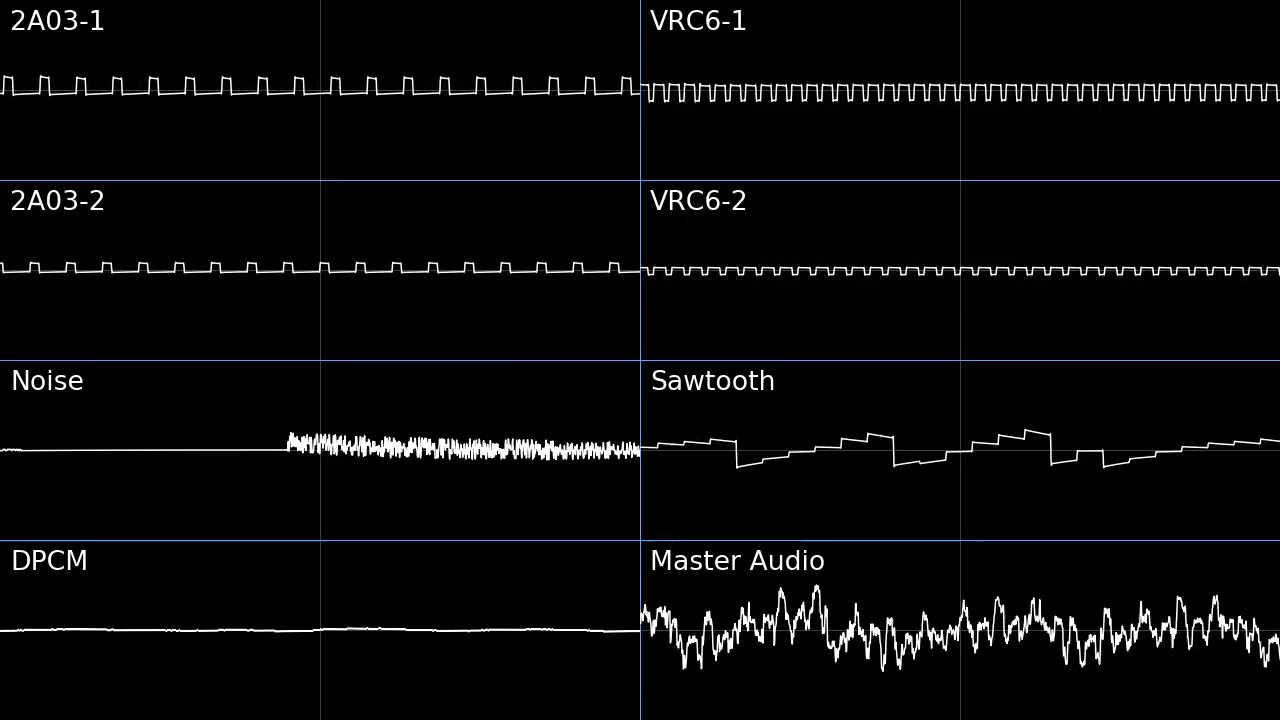 2A03-1
VRC6-1
2A03-2
VRC6-2
Noise
Sawtooth
DPCM
Master Audio